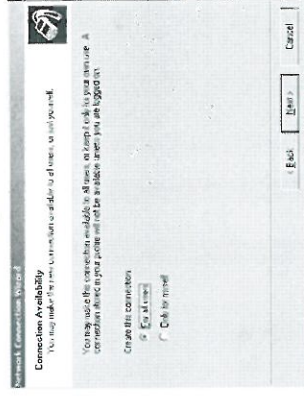 Network Connection Wizard
Connection Availability
You may make the new connection available to all users, or just yourself.
You may make this connection available to all users, or keep it only for your own use. A
connection stored in your profile will not be available unless you are logged on.
Create this connection:
For all users
Only for myself
< Back
Next >
Cancel